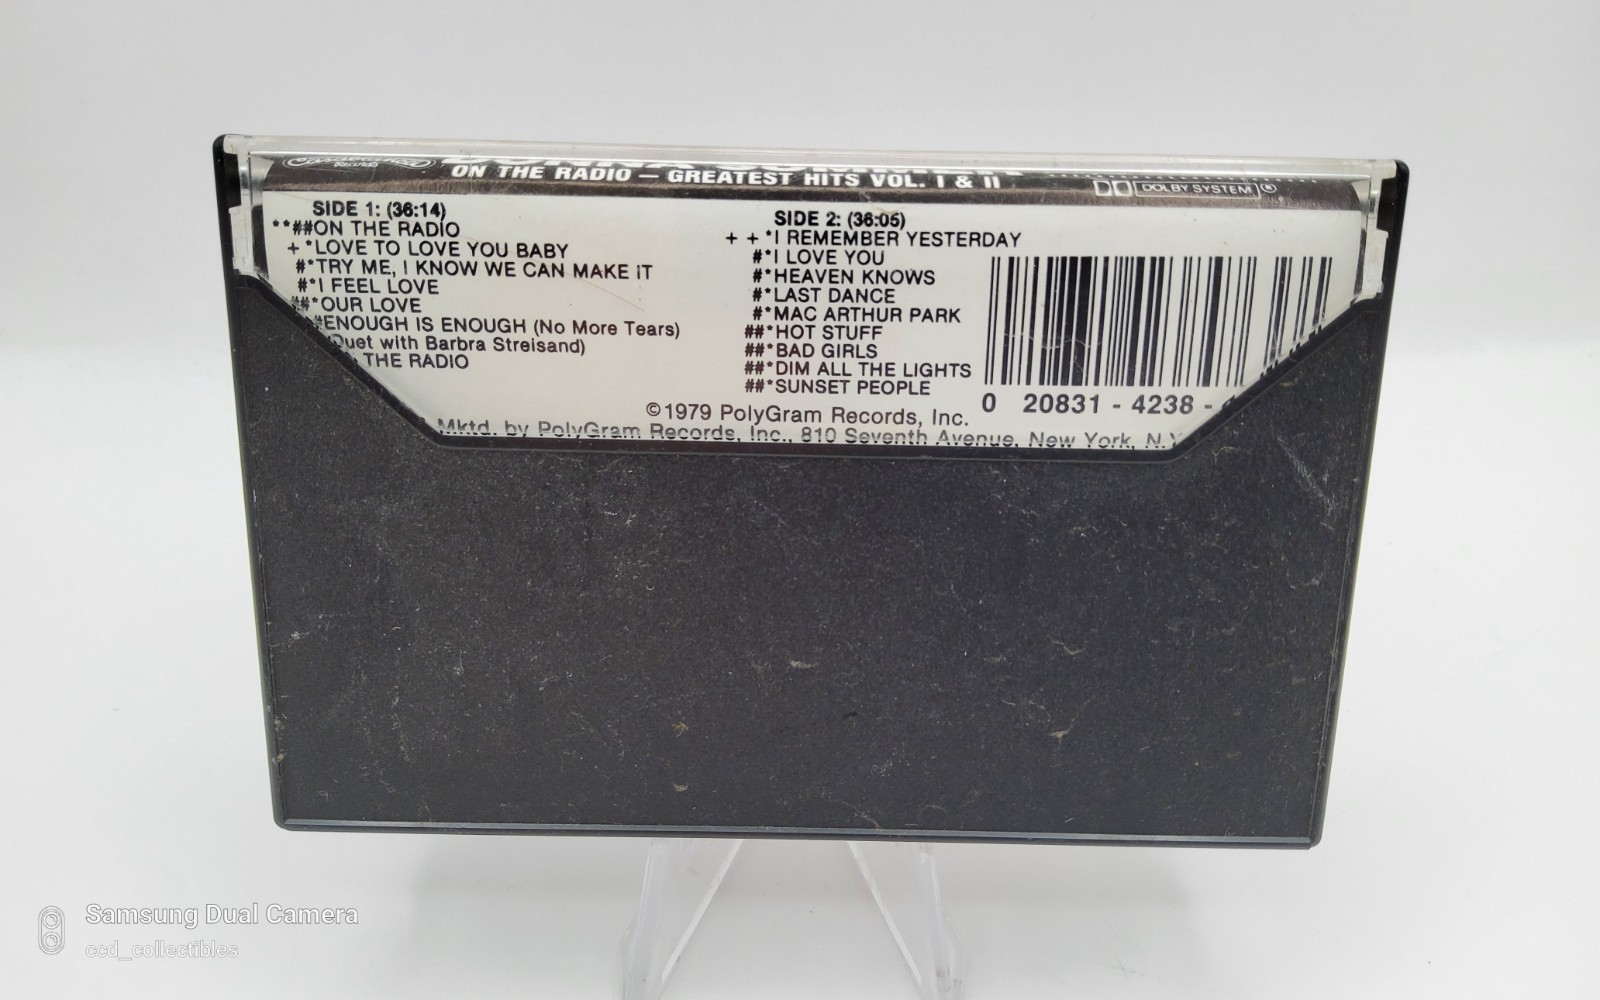 ON THE RADIO — GREATEST HITS VOL. I & II
DOLBY SYSTEM ®
SIDE 1: (36:14)
**##ON THE RADIO
+*LOVE TO LOVE YOU BABY
#*TRY ME, I KNOW WE CAN MAKE IT
#*I FEEL LOVE
##*OUR LOVE
#ENOUGH IS ENOUGH (No More Tears)
Duet with Barbra Streisand)
THE RADIO
SIDE 2: (36:05)
++*I REMEMBER YESTERDAY
#*I LOVE YOU
#*HEAVEN KNOWS
#*LAST DANCE
#*MAC ARTHUR PARK
##*HOT STUFF
##*BAD GIRLS
##*DIM ALL THE LIGHTS
##*SUNSET PEOPLE
0 20831 - 4238 -
©1979 PolyGram Records, Inc.
Mktd. by PolyGram Records, Inc., 810 Seventh Avenue, New York, N.Y
Samsung Dual Camera
ccd_collectibles